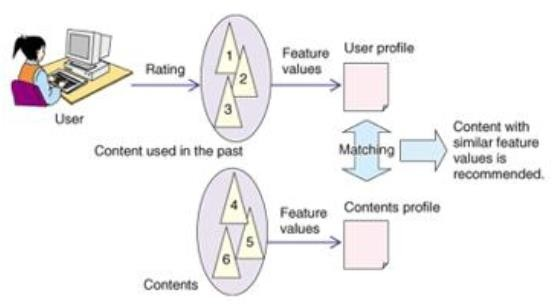 User
Rating
1
2
3
Content used in the past
Feature
values
User profile
Matching
Content with
similar feature
values is
recommended.
4
5
6
Contents
Feature
values
Contents profile